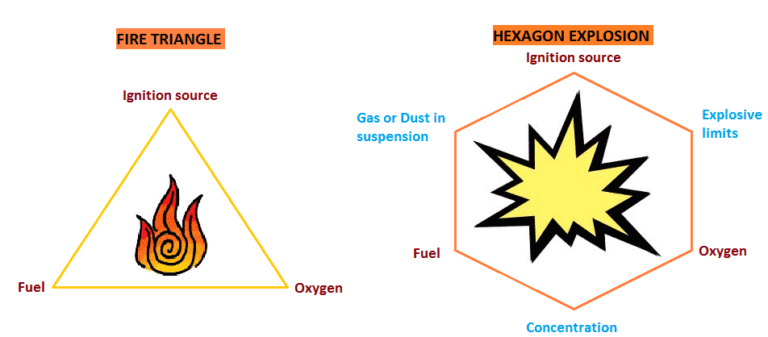 FIRE TRIANGLE
Ignition source
Fuel
Oxygen
HEXAGON EXPLOSION
Ignition source
Gas or Dust in
suspension
Explosive
limits
Fuel
Oxygen
Concentration